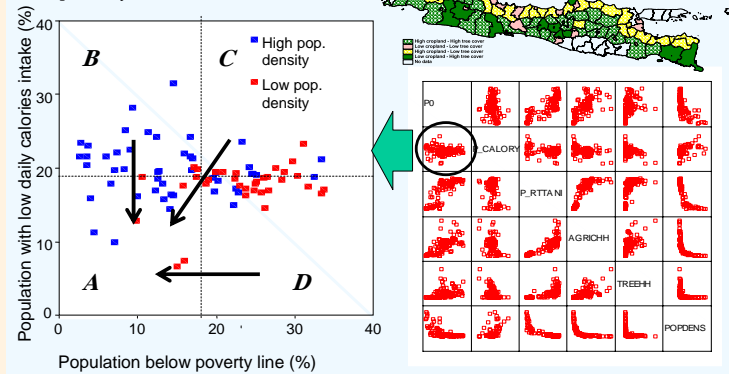 Population with low daily calories intake (%)
40
30
20
10
0
B
C
A
D
High pop.
density
Low pop.
density
0
10
20
30
40
Population below poverty line (%)
High cropland - High tree cover
Low cropland - Low tree cover
High cropland - Low tree cover
Low cropland - High tree cover
No data
P0
_CALORY
P_RTTANI
AGRICHH
TREEHH
POPDENS